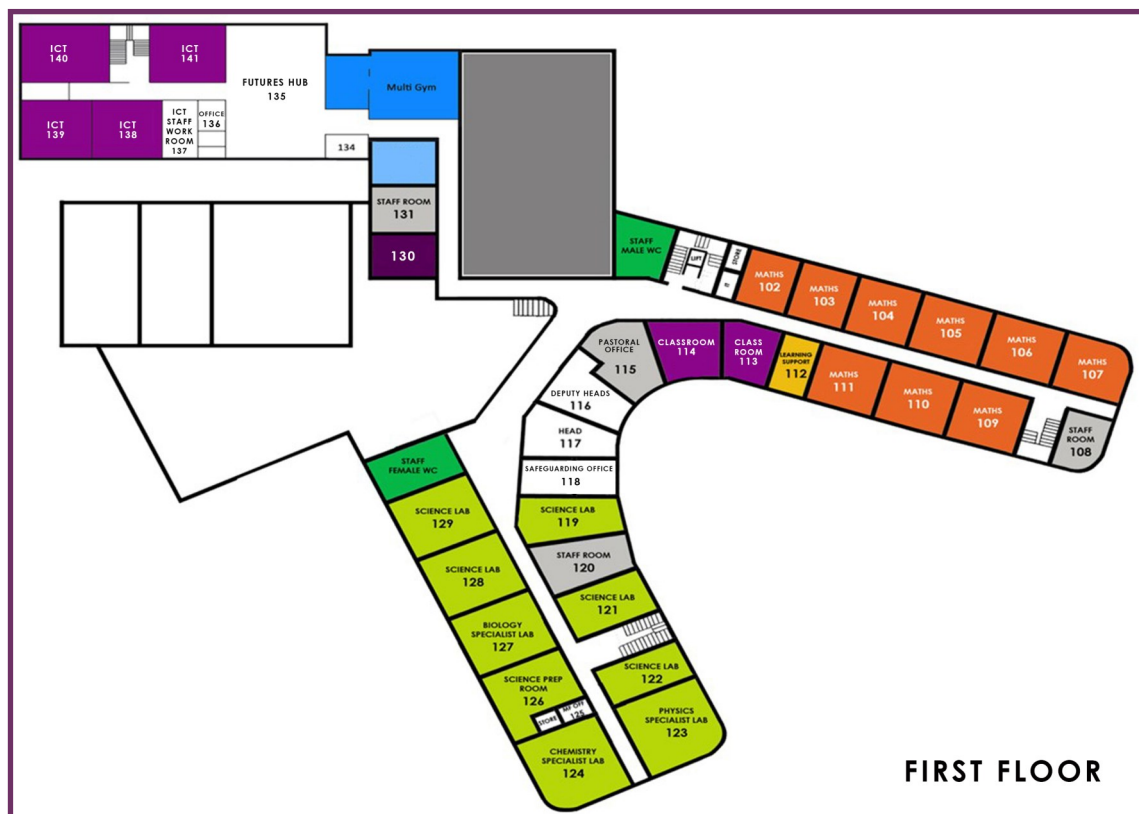 ICT
140
ICT
141
FUTURES HUB
135
Multi Gym
ICT
139
ICT
138
ICT
STAFF
WORK
ROOM
137
OFFICE
136
134
STAFF ROOM
131
130
STAFF
MALE WC
LIFT
STORE
MATHS
102
MATHS
103
MATHS
104
MATHS
105
MATHS
106
MATHS
107
PASTORAL
OFFICE
115
CLASSROOM
114
CLASS
ROOM
113
LEARNING
SUPPORT
112
MATHS
111
MATHS
110
MATHS
109
STAFF
ROOM
108
DEPUTY HEADS
116
HEAD
117
SAFEGUARDING OFFICE
118
STAFF
FEMALE WC
SCIENCE LAB
129
SCIENCE LAB
119
STAFF ROOM
120
SCIENCE LAB
128
SCIENCE LAB
121
BIOLOGY
SPECIALIST LAB
127
SCIENCE LAB
122
SCIENCE PREP
ROOM
126
STORE
MP OFF
125
PHYSICS
SPECIALIST LAB
123
CHEMISTRY
SPECIALIST LAB
124
FIRST FLOOR